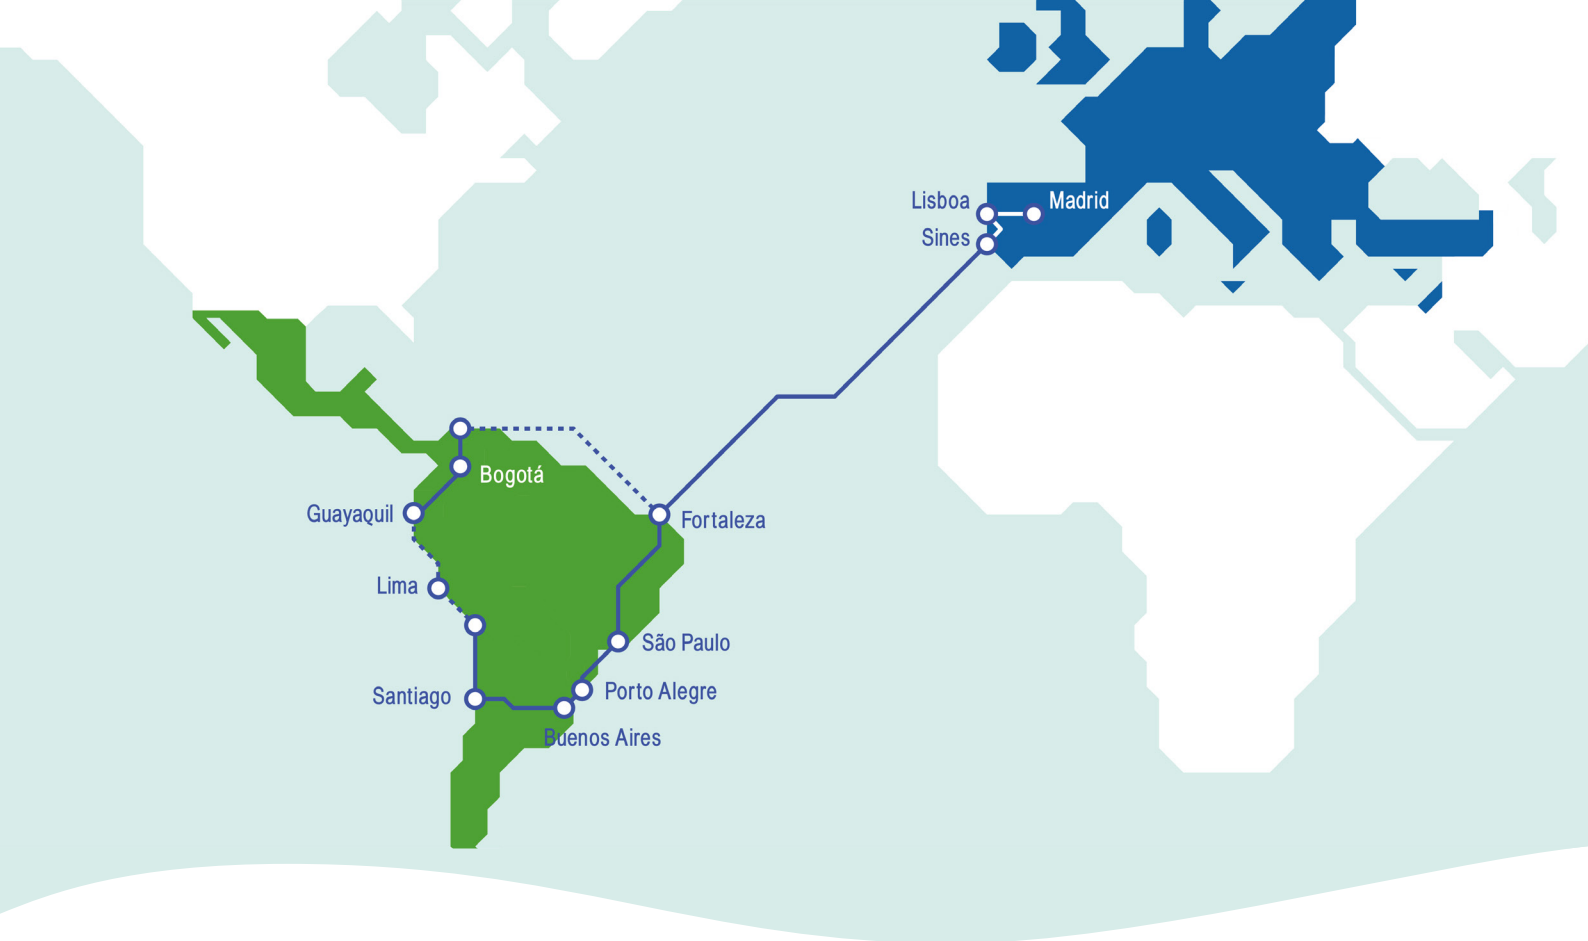 Lisboa
Madrid
Sines
Bogotá
Guayaquil
Fortaleza
Lima
São Paulo
Santiago
Porto Alegre
Buenos Aires